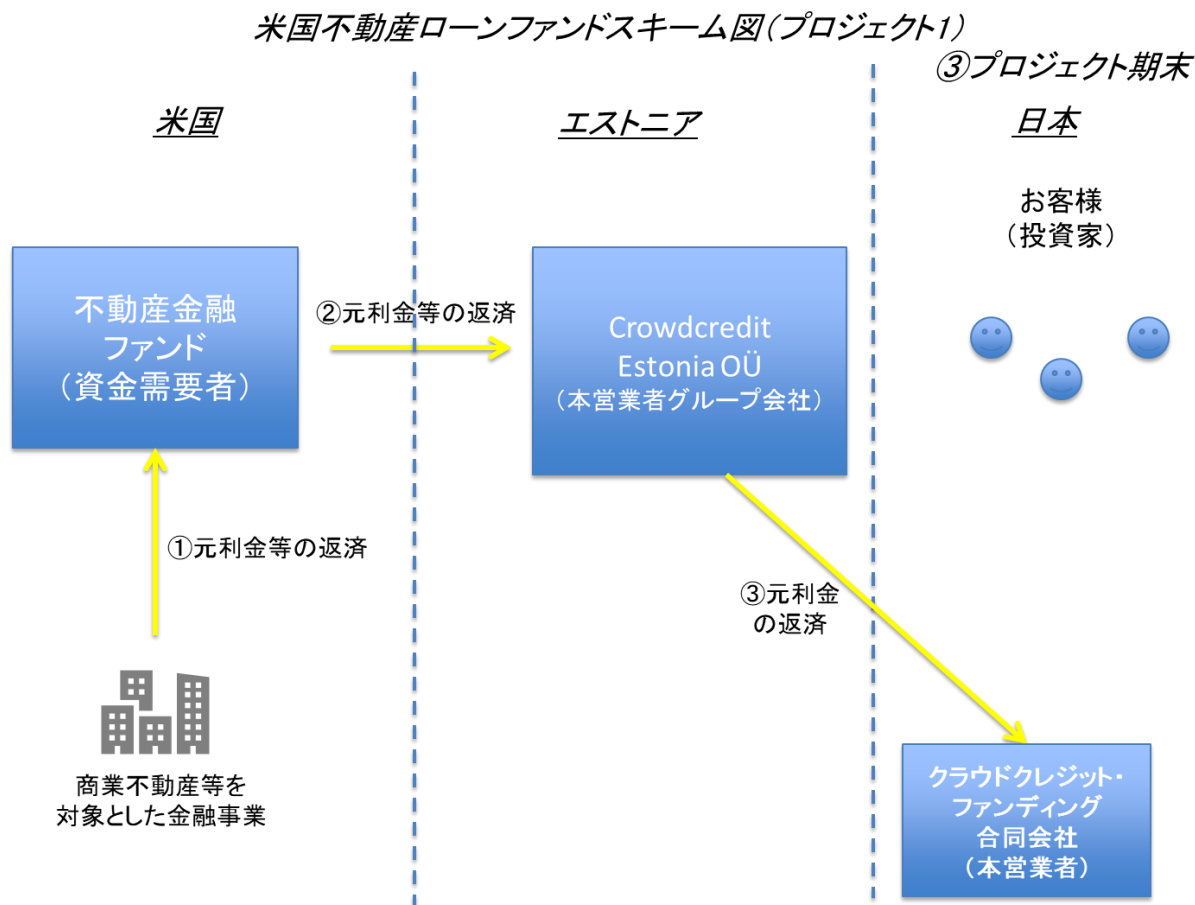 米国不動産ローンファンドスキーム図(プロジェクト1)
③プロジェクト期末
米国
エストニア
日本
お客様
(投資家)
不動産金融
ファンド
(資金需要者)
②元利金等の返済
Crowdcredit
Estonia OÜ
(本営業者グループ会社)
①元利金等の返済
③元利金
の返済
商業不動産等を
対象とした金融事業
クラウドクレジット・
ファンディング
合同会社
(本営業者)